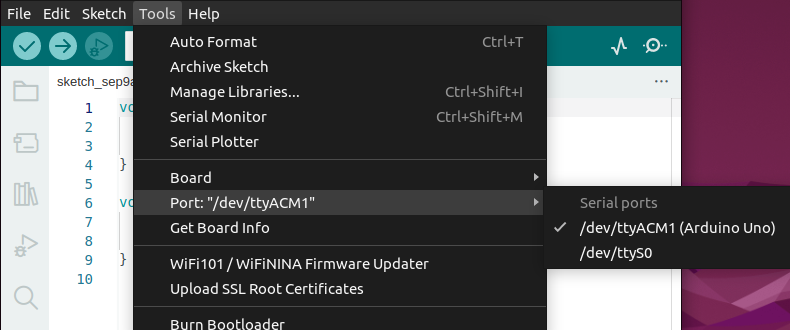 File Edit Sketch Tools Help
Auto Format Ctrl+T
Archive Sketch
sketch_sep9a
Manage Libraries... Ctrl+Shift+I
Serial Monitor Ctrl+Shift+M
Serial Plotter
Board
Port: "/dev/ttyACM1"
Get Board Info
WiFi101 / WiFiNINA Firmware Updater
Upload SSL Root Certificates
Burn Bootloader
Serial ports
/dev/ttyACM1 (Arduino Uno)
/dev/ttyS0
1 vo
2
3
4 }
5
6 vo
7
8
9 }
10